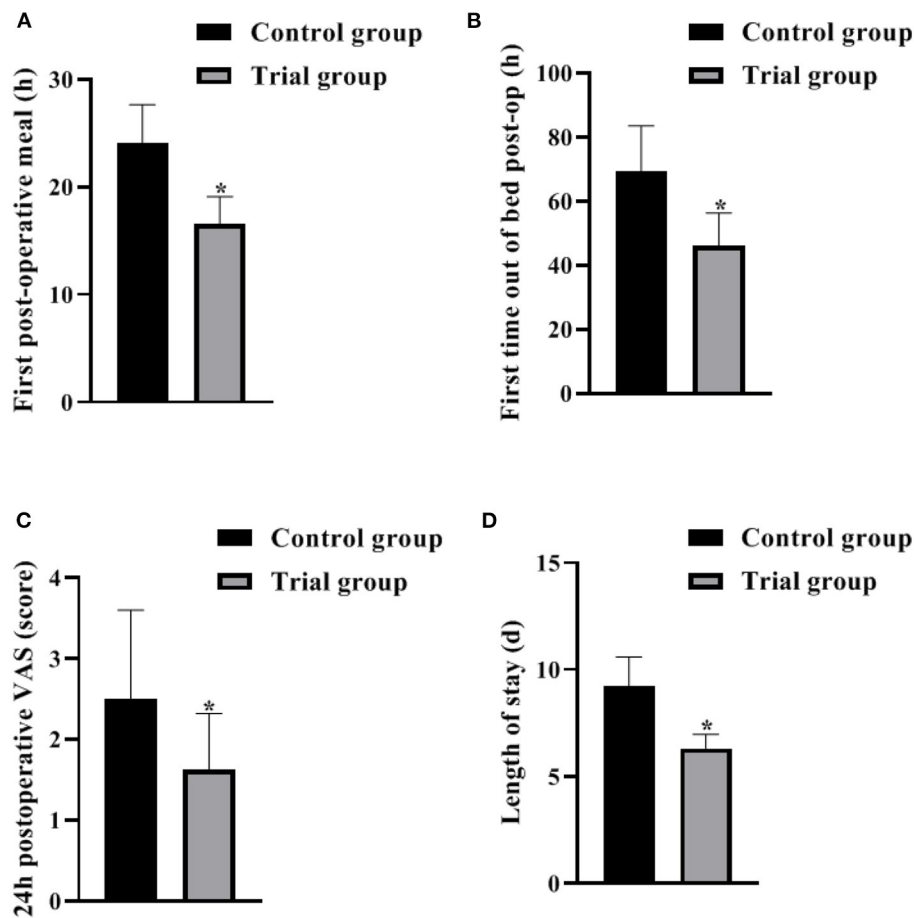 A
Control group
Trial group
First post-operative meal (h)
30
20
10
0
*
B
Control group
Trial group
First time out of bed post-op (h)
100
80
60
40
20
0
*
C
Control group
Trial group
24h postoperative VAS (score)
4
3
2
1
0
*
D
Control group
Trial group
Length of stay (d)
15
10
5
0
*